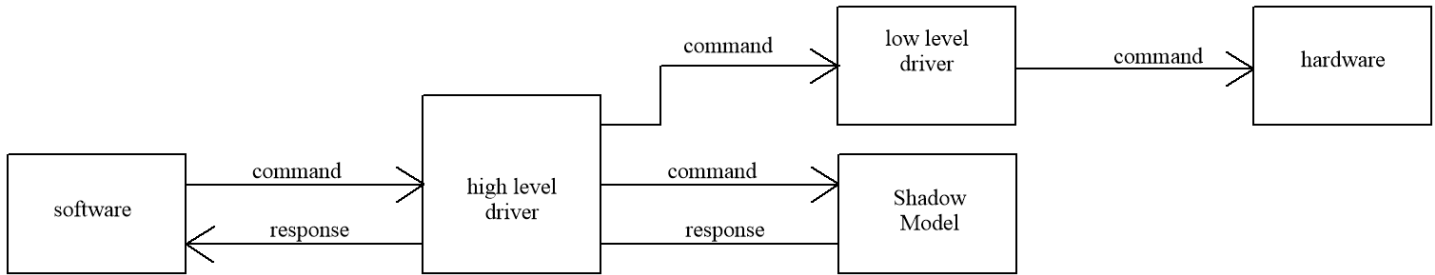 command
low level
driver
command
hardware
software
command
response
high level
driver
command
response
Shadow
Model